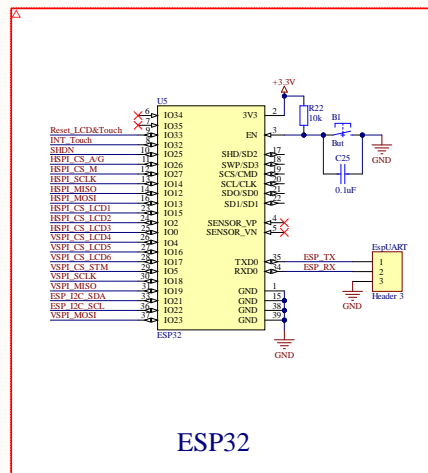 +3.3V
U5
6 IO34
7 IO35
Reset_LCD&Touch 9 IO33
INT_Touch 8 IO32
SHDN 10 IO25
HSPI_CS_A/G 11 IO26
HSPI_CS_M 12 IO27
HSPI_SCLK 13 IO14
HSPI_MISO 14 IO12
HSPI_MOSI 16 IO13
HSPI_CS_LCD1 23 IO15
HSPI_CS_LCD2 24 IO2
HSPI_CS_LCD3 25 IO0
VSPI_CS_LCD4 26 IO4
VSPI_CS_LCD5 27 IO16
VSPI_CS_LCD6 28 IO17
VSPI_CS_STM 29 IO5
VSPI_SCLK 30 IO18
VSPI_MISO IO19
ESP_I2C_SDA 33 IO21
ESP_I2C_SCL 36 IO22
VSPI_MOSI 37 IO23
3V3 2
EN 3
SHD/SD2 17
SWP/SD3 18
SCS/CMD 19
SCL/CLK 20
SDO/SD0
SD1/SD1 22
SENSOR_VP 4
SENSOR_VN 5
TXD0 35 ESP_TX
RXD0 34 ESP_RX
GND 1
GND 15
GND 38
GND 39
ESP32
R22
10k
B1
But
C25
0.1uF
GND
EspUART
1
2
3
Header 3
GND
GND
ESP32